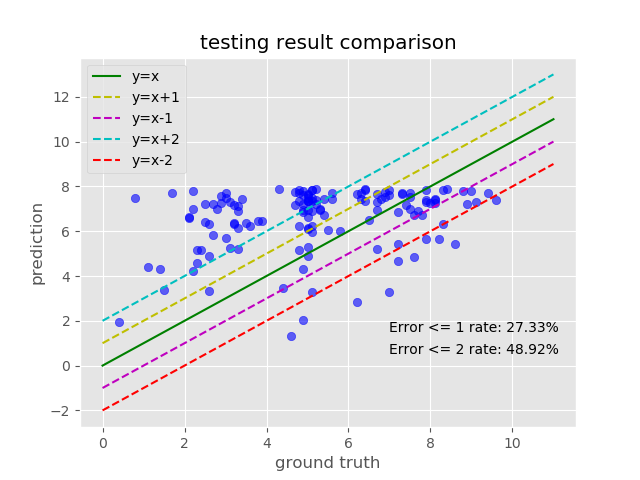 testing result comparison
y=x
y=x+1
y=x-1
y=x+2
y=x-2
12
10
8
6
4
2
0
−2
prediction
Error <= 1 rate: 27.33%
Error <= 2 rate: 48.92%
0 2 4 6 8 10
ground truth